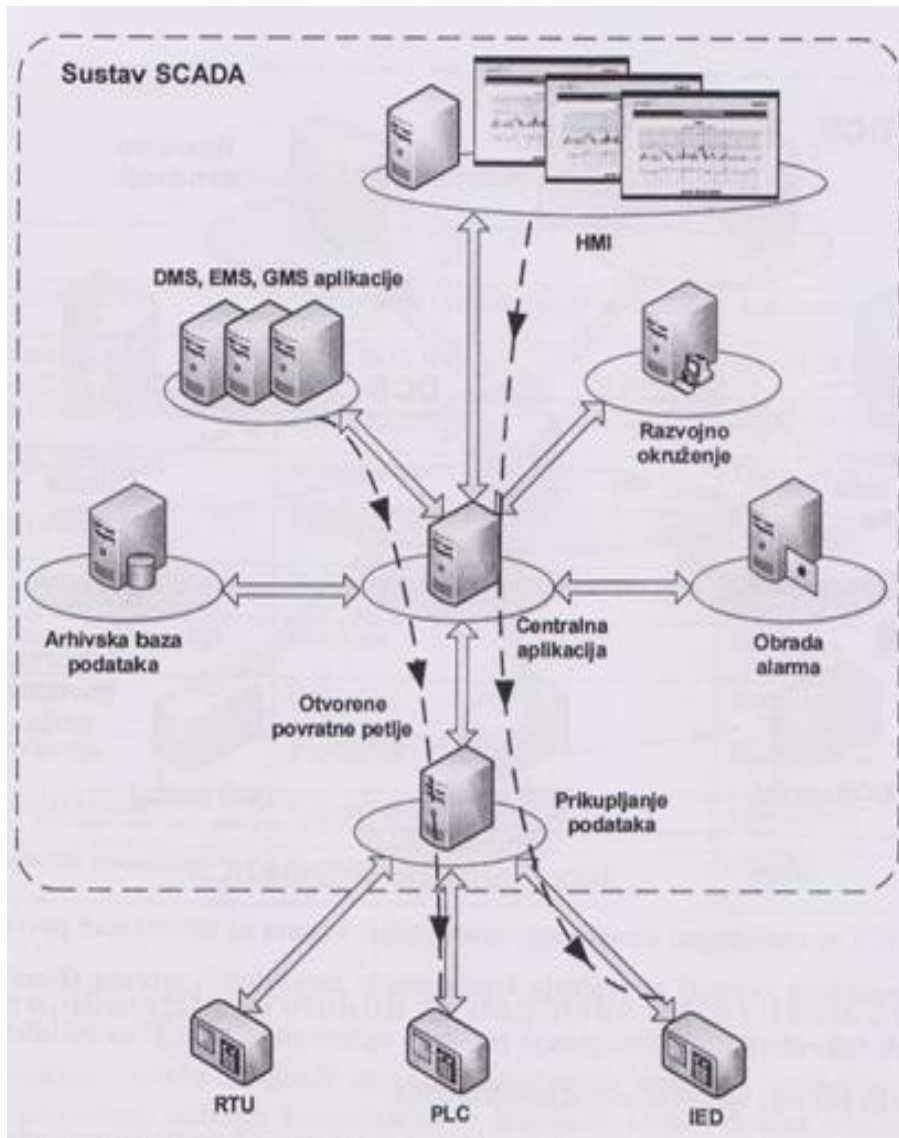 Sustav SCADA
HMI
DMS, EMS, GMS aplikacije
Razvojno
okruženje
Arhivska baza
podataka
Centralna
aplikacija
Obrada
alarma
Otvorene
povratne petlje
Prikupljanje
podataka
RTU
PLC
IED